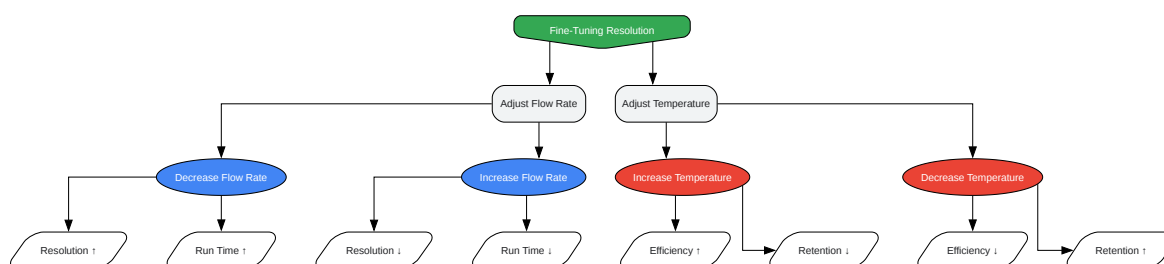 Fine-Tuning Resolution
Adjust Flow Rate
Adjust Temperature
Decrease Flow Rate
Increase Flow Rate
Increase Temperature
Decrease Temperature
Resolution ↑
Run Time ↑
Resolution ↓
Run Time ↓
Efficiency ↑
Retention ↓
Efficiency ↓
Retention ↑